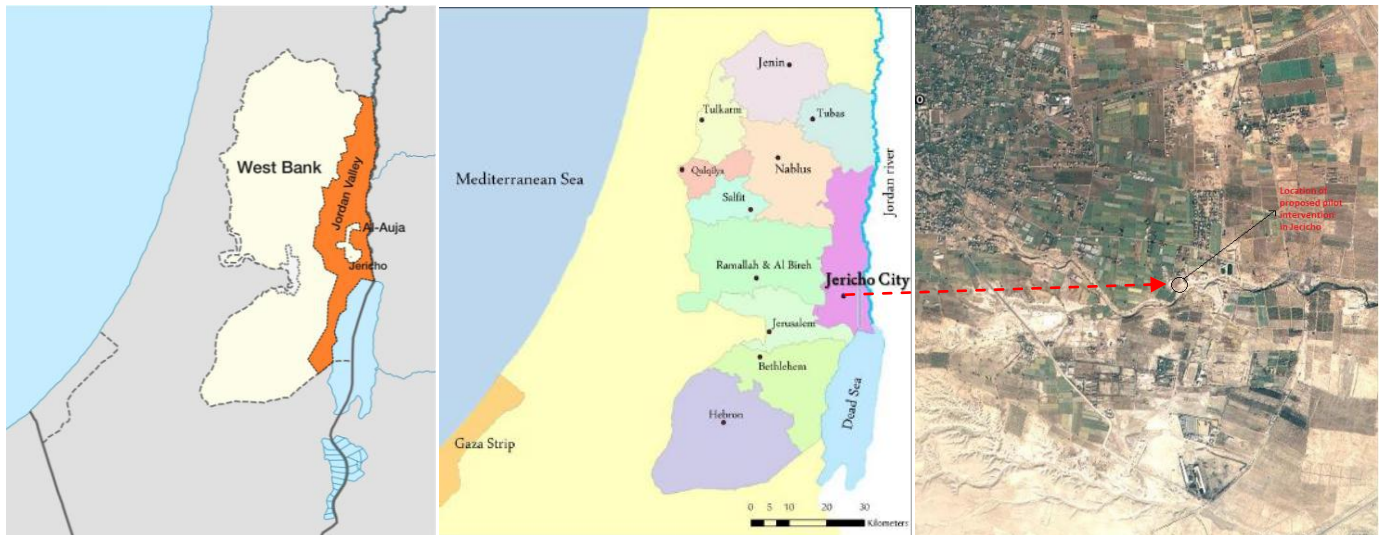 West Bank
Jordan Valley
Al-Auja
Jericho
Mediterranean Sea
Gaza Strip
Jenin
Tulkarm
Tubas
Qalqilya
Nablus
Salfit
Ramallah & Al Bireh
Jericho City
Jerusalem
Bethlehem
Hebron
Jordan river
Dead Sea
0 5 10 20 30
Kilometers
O
Location of
proposed pilot
intervention
in Jericho